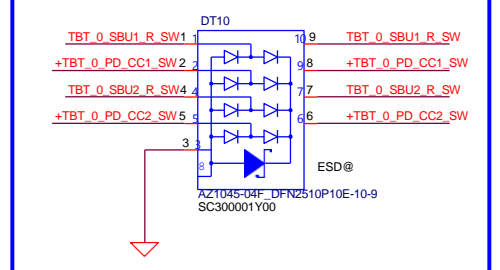 DT10
TBT_0_SBU1_R_SW 1 1 10 9 TBT_0_SBU1_R_SW
+TBT_0_PD_CC1_SW 2 2 9 8 +TBT_0_PD_CC1_SW
TBT_0_SBU2_R_SW 4 4 7 7 TBT_0_SBU2_R_SW
+TBT_0_PD_CC2_SW 5 5 6 6 +TBT_0_PD_CC2_SW
3 3
8 ESD@
AZ1045-04F_DFN2510P10E-10-9
SC300001Y00